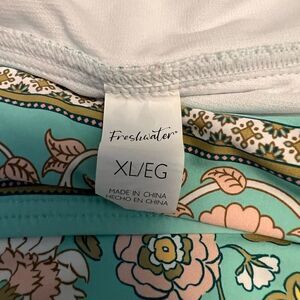 Freshwater
XL/EG
MADE IN CHINA
HECHO EN CHINA